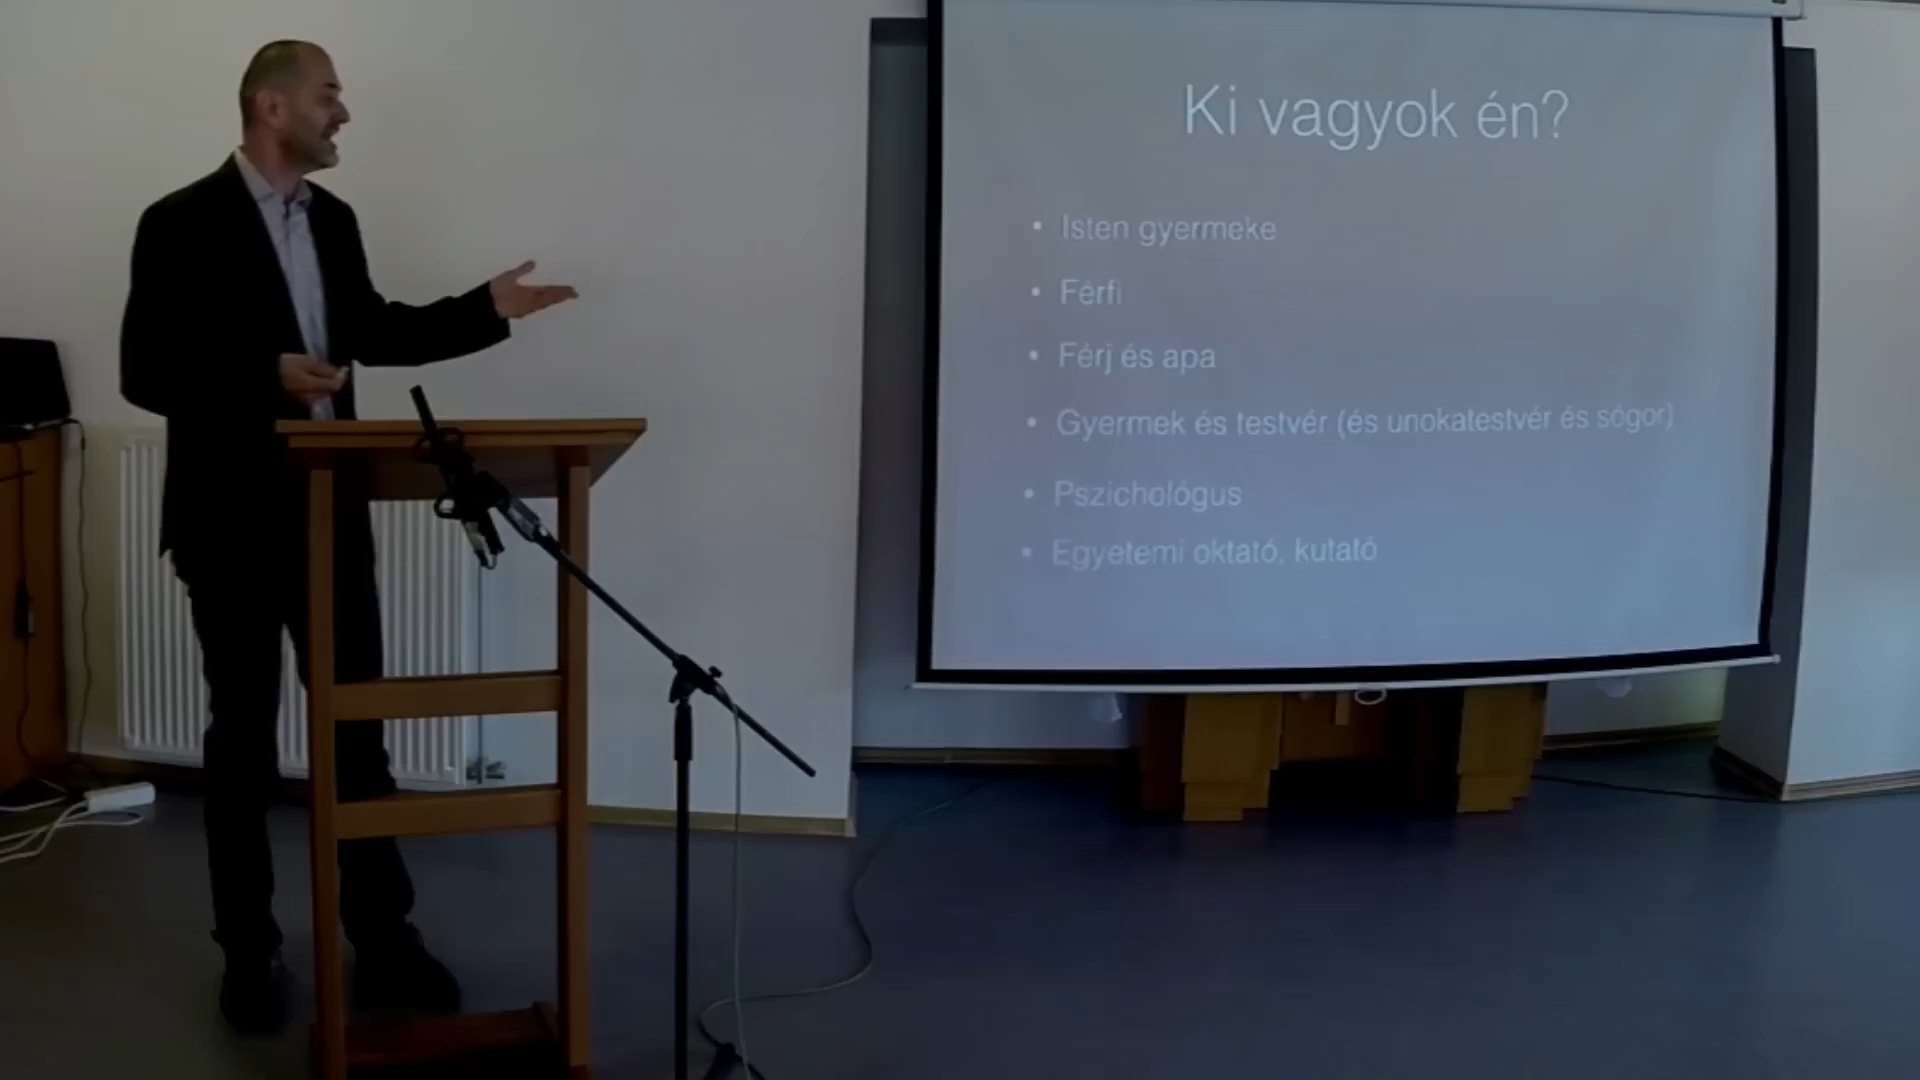 Ki vagyok én?
• Isten gyermeke
• Férfi
• Férj és apa
• Gyermek és testvér (és unokatestvér és sógor)
• Pszichológus
• Egyetemi oktató, kutató